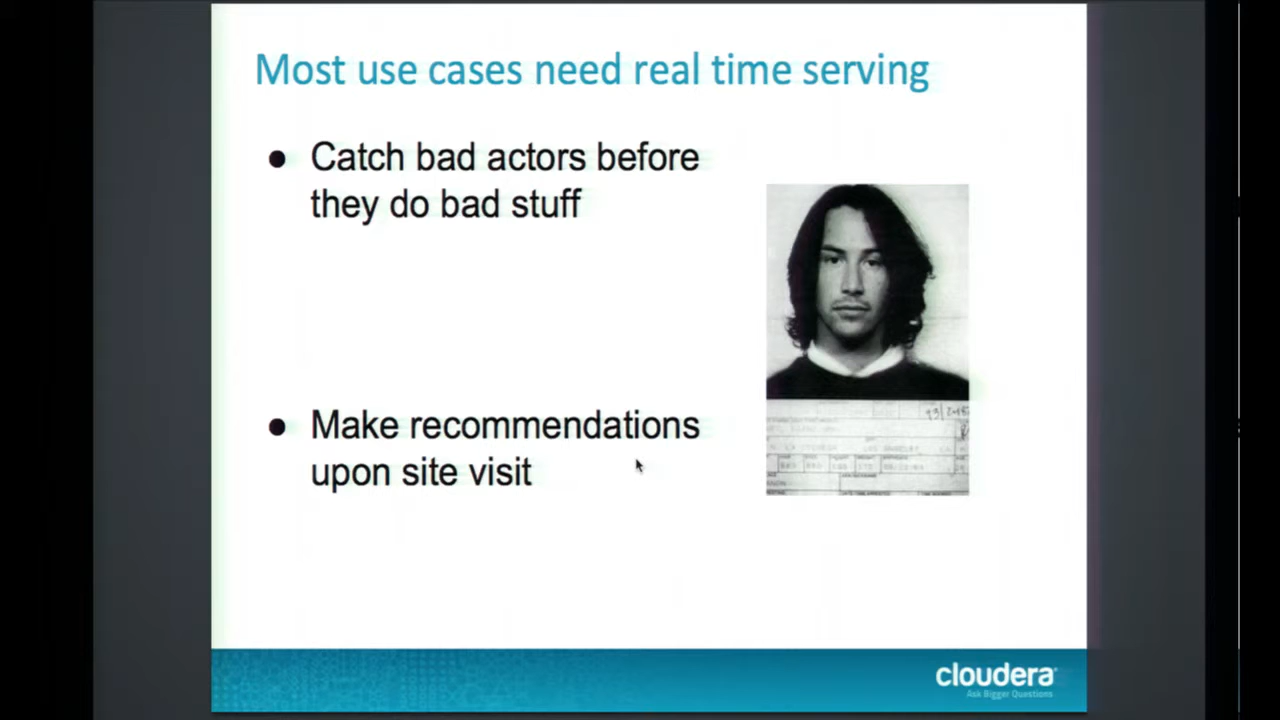 Most use cases need real time serving
● Catch bad actors before
they do bad stuff
● Make recommendations
upon site visit
cloudera
Ask Bigger Questions